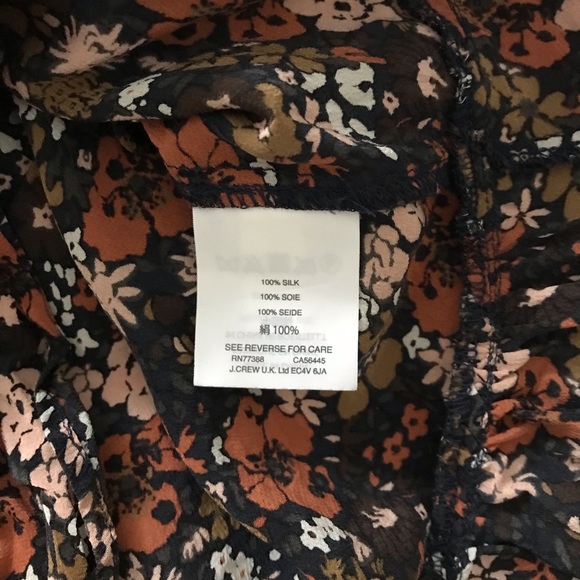 100% SILK
100% SOIE
100% SEIDE
絹 100%
SEE REVERSE FOR CARE
RN77388 CA56445
J.CREW U.K. Ltd EC4V 6JA